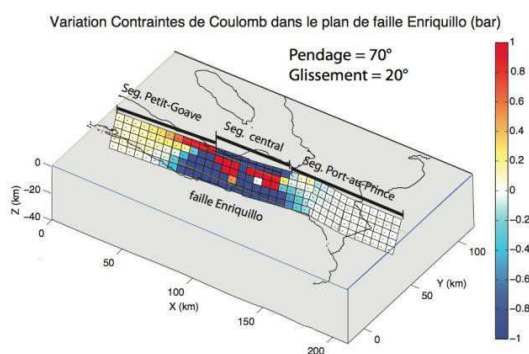 Variation Contraintes de Coulomb dans le plan de faille Enriquillo (bar)
Pendage = 70°
Glissement = 20°
Seg. Petit-Goave
Seg. central
Seg. Port-au-Prince
faille Enriquillo
Z (km)
0
−20
−40
0
50
100
150
200
X (km)
0
50
100
Y (km)
1
0.8
0.6
0.4
0.2
0
−0.2
−0.4
−0.6
−0.8
−1